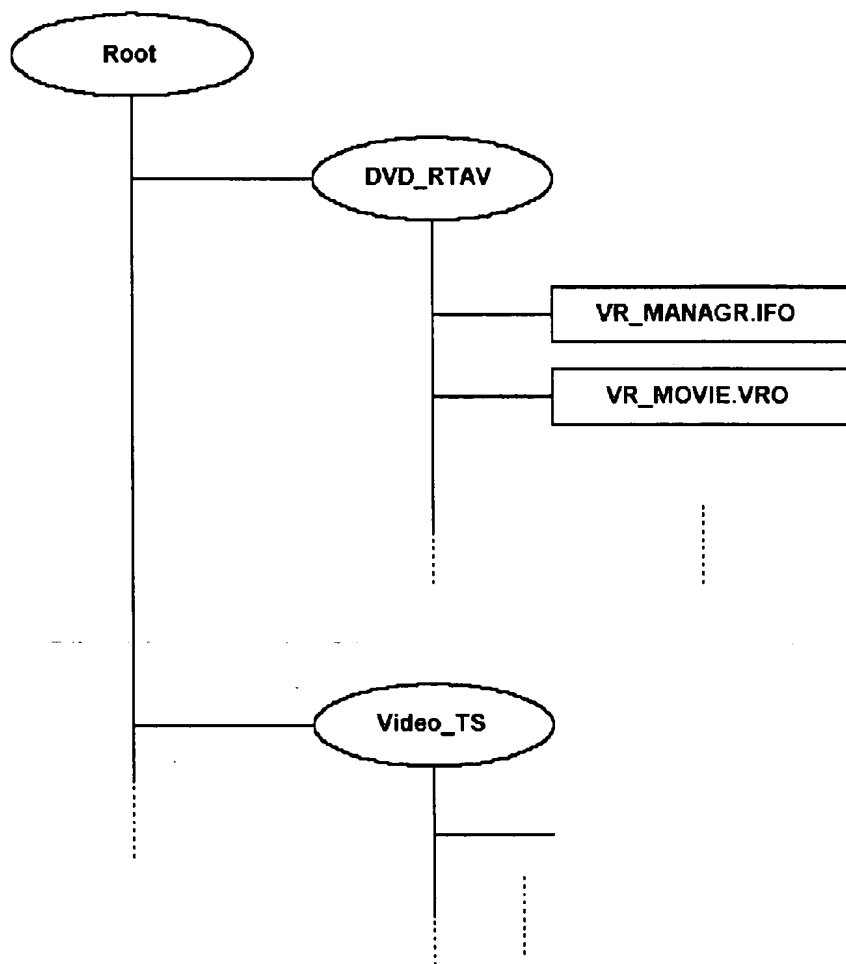 Root
DVD_RTAV
VR_MANAGR.IFO
VR_MOVIE.VRO
Video_TS